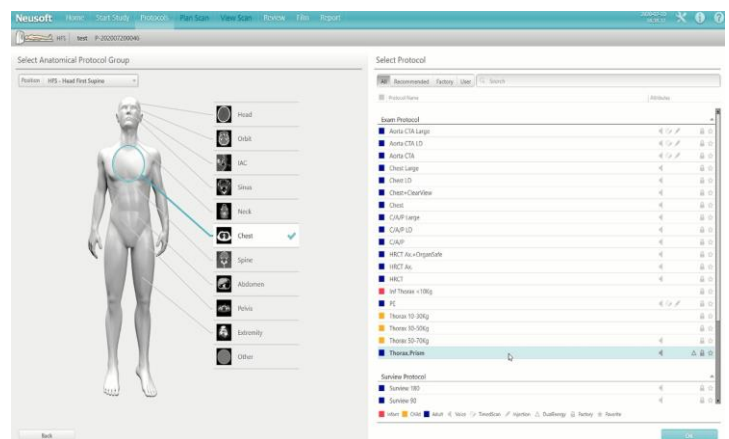 Neusoft Home Start Study Protocols Plan Scan View Scan Review Film Report
HFS test P-202007200046
Select Anatomical Protocol Group
Position HFS - Head First Supine
Head
Orbit
IAC
Sinus
Neck
Chest
Spine
Abdomen
Pelvis
Extremity
Other
Back
Select Protocol
All Recommended Factory User Search
Protocol Name Attributes
Exam Protocol
Aorta CTA Large
Aorta CTA LD
Aorta CTA
Chest Large
Chest LD
Chest+ClearView
Chest
C/A/P Large
C/A/P LD
C/A/P
HRCT Ax.+OrganSafe
HRCT Ax.
HRCT
Inf Thorax <10Kg
PE
Thorax 10-30Kg
Thorax 30-50Kg
Thorax 50-70Kg
Thorax.Prism
Surview Protocol
Surview 180
Surview 90
Infant Child Adult Voice TimedScan Injection DualEnergy Factory Favorite
OK